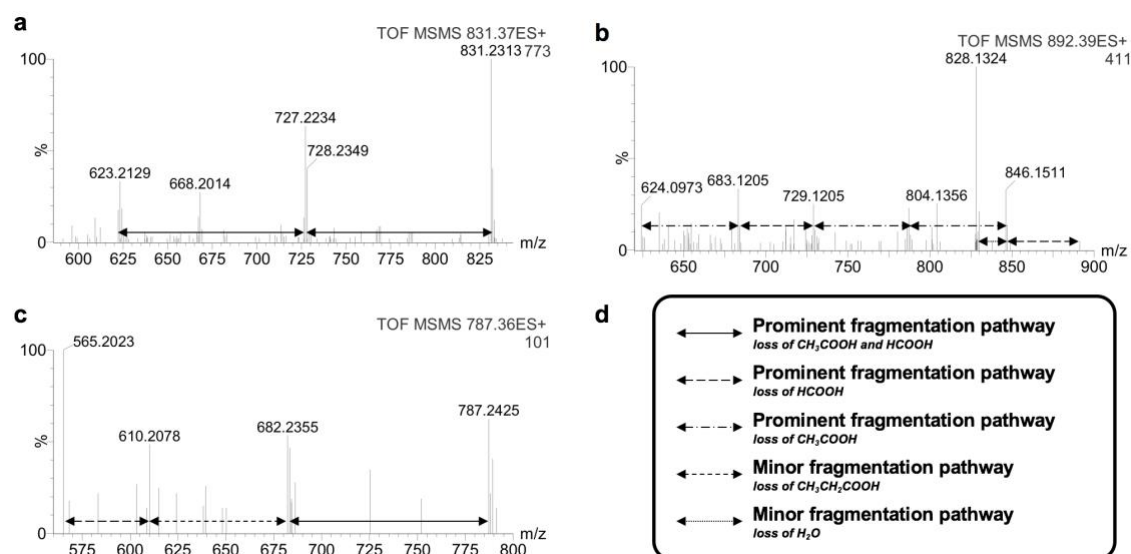 a
TOF MSMS 831.37ES+
831.2313 773
100
%
0
727.2234
728.2349
623.2129
668.2014
600 625 650 675 700 725 750 775 800 825 m/z
b
TOF MSMS 892.39ES+
411
828.1324
100
%
0
846.1511
624.0973
683.1205
729.1205
804.1356
650 700 750 800 850 900 m/z
c
TOF MSMS 787.36ES+
101
100
%
0
565.2023
610.2078
682.2355
787.2425
575 600 625 650 675 700 725 740 765 800 m/z
d
Prominent fragmentation pathway
loss of CH₃COOH and HCOOH
Prominent fragmentation pathway
loss of HCOOH
Prominent fragmentation pathway
loss of CH₃COOH
Minor fragmentation pathway
loss of CH₃CH₂COOH
Minor fragmentation pathway
loss of H₂O